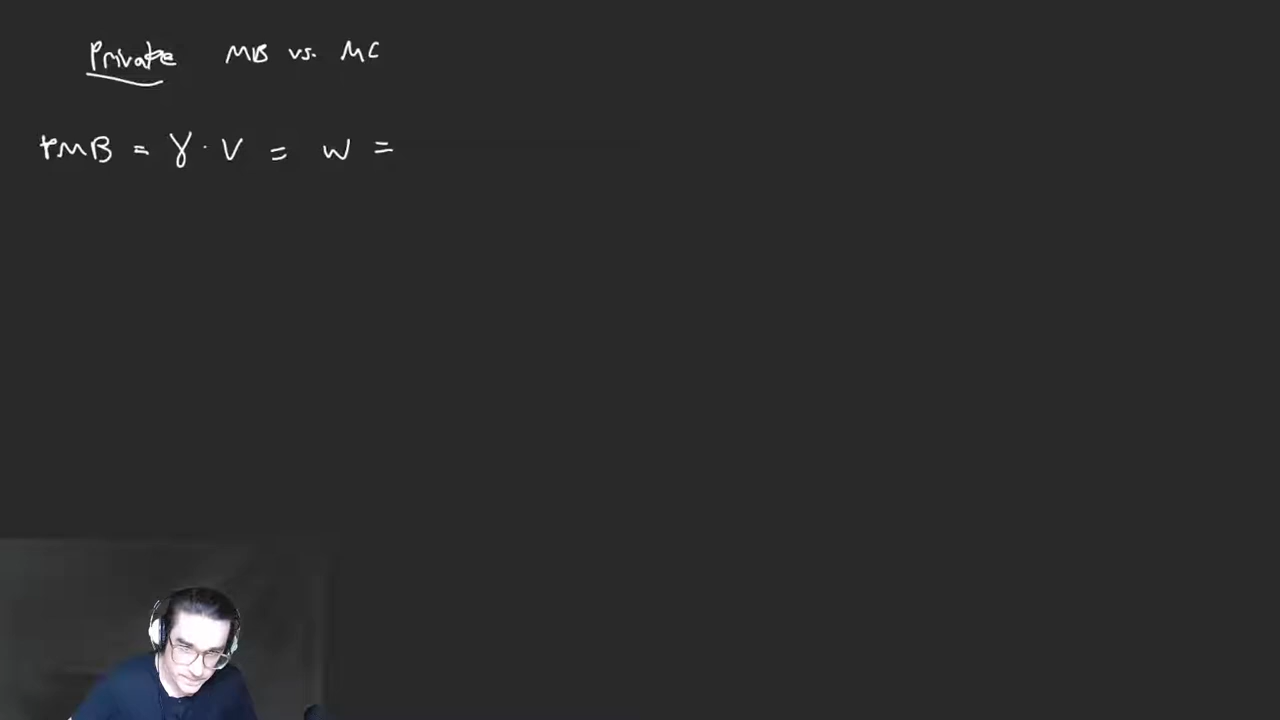 Private MB vs. MC
PMB = γ · V = w =